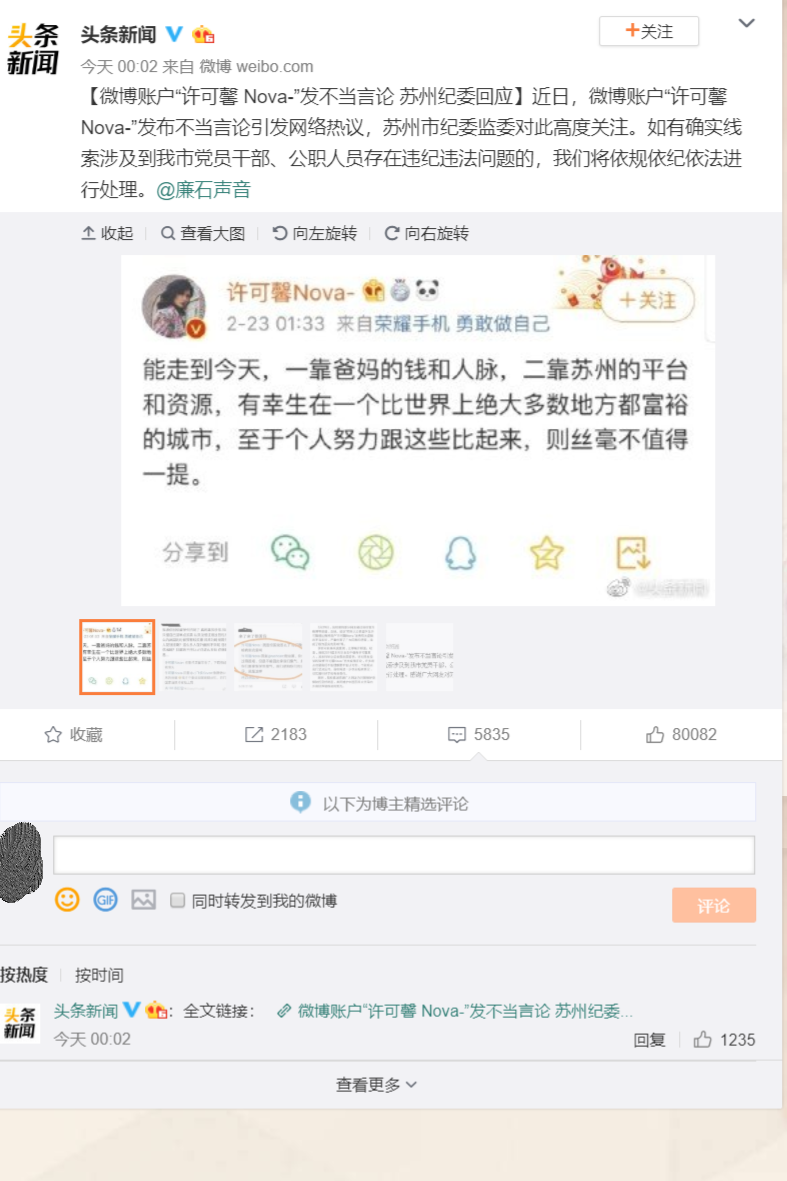 头条
新闻
头条新闻
+关注
今天 00:02 来自 微博 weibo.com
【微博账户“许可馨 Nova-”发不当言论 苏州纪委回应】近日，微博账户“许可馨
Nova-”发布不当言论引发网络热议，苏州市纪委监委对此高度关注。如有确实线
索涉及到我市党员干部、公职人员存在违纪违法问题的，我们将依规依纪依法进
行处理。@廉石声音
收起 查看大图 向左旋转 向右旋转
许可馨Nova-
+关注
2-23 01:33 来自荣耀手机 勇敢做自己
能走到今天，一靠爸妈的钱和人脉，二靠苏州的平台
和资源，有幸生在一个比世界上绝大多数地方都富裕
的城市，至于个人努力跟这些比起来，则丝毫不值得
一提。
分享到
@头条新闻
收藏 2183 5835 80082
以下为博主精选评论
GIF 同时转发到我的微博 评论
按热度 按时间
头条
新闻
头条新闻：全文链接： 微博账户“许可馨 Nova-”发不当言论 苏州纪委...
今天 00:02 回复 1235
查看更多